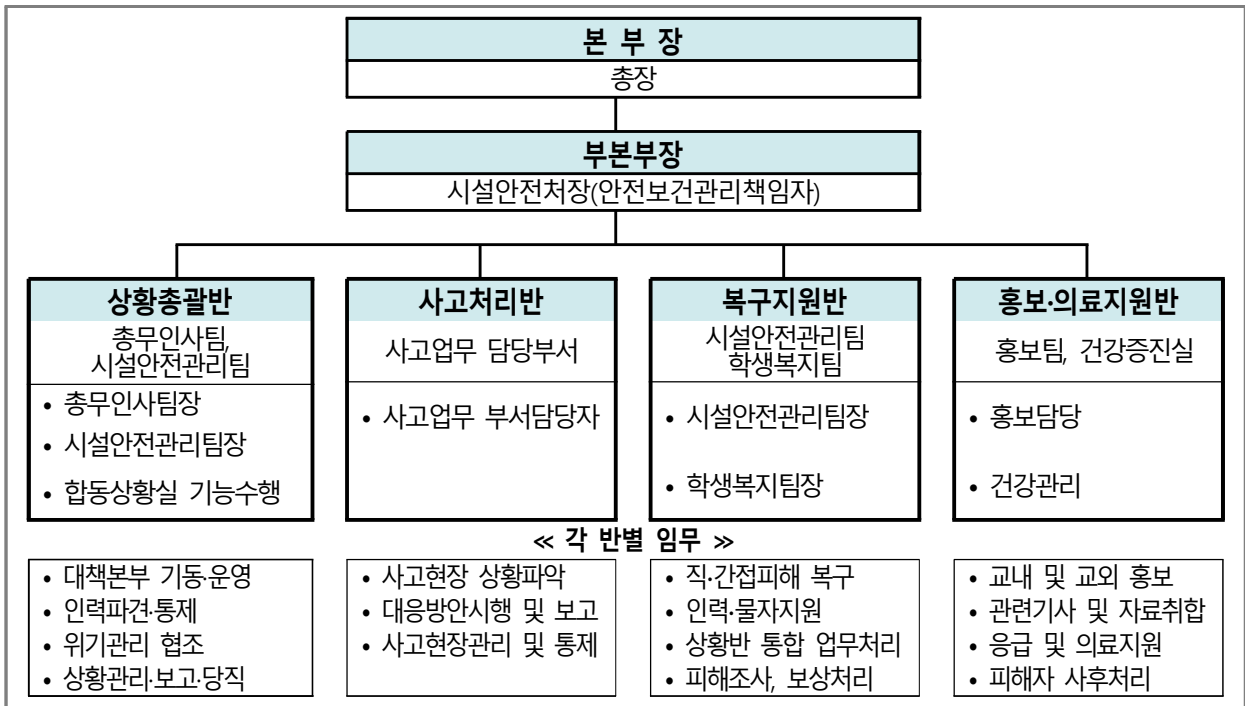 본 부 장
총장
부본부장
시설안전처장(안전보건관리책임자)
상황총괄반
총무인사팀,
시설안전관리팀
• 총무인사팀장
• 시설안전관리팀장
• 합동상황실 기능수행
사고처리반
사고업무 담당부서
• 사고업무 부서담당자
복구지원반
시설안전관리팀
학생복지팀
• 시설안전관리팀장
• 학생복지팀장
홍보·의료지원반
홍보팀, 건강증진실
• 홍보담당
• 건강관리
≪ 각 반별 임무 ≫
• 대책본부 기동·운영
• 인력파견·통제
• 위기관리 협조
• 상황관리·보고·당직
• 사고현장 상황파악
• 대응방안시행 및 보고
• 사고현장관리 및 통제
• 직·간접피해 복구
• 인력·물자지원
• 상황반 통합 업무처리
• 피해조사, 보상처리
• 교내 및 교외 홍보
• 관련기사 및 자료취합
• 응급 및 의료지원
• 피해자 사후처리